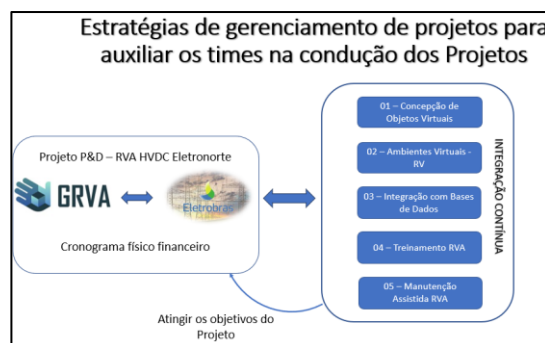 Estratégias de gerenciamento de projetos para
auxiliar os times na condução dos Projetos
Projeto P&D – RVA HVDC Eletronorte
GRVA
Eletrobras
Cronograma físico financeiro
01 – Concepção de
Objetos Virtuais
02 – Ambientes Virtuais -
RV
03 – Integração com Bases
de Dados
04 – Treinamento RVA
05 – Manutenção
Assistida RVA
INTEGRAÇÃO CONTÍNUA
Atingir os objetivos do
Projeto